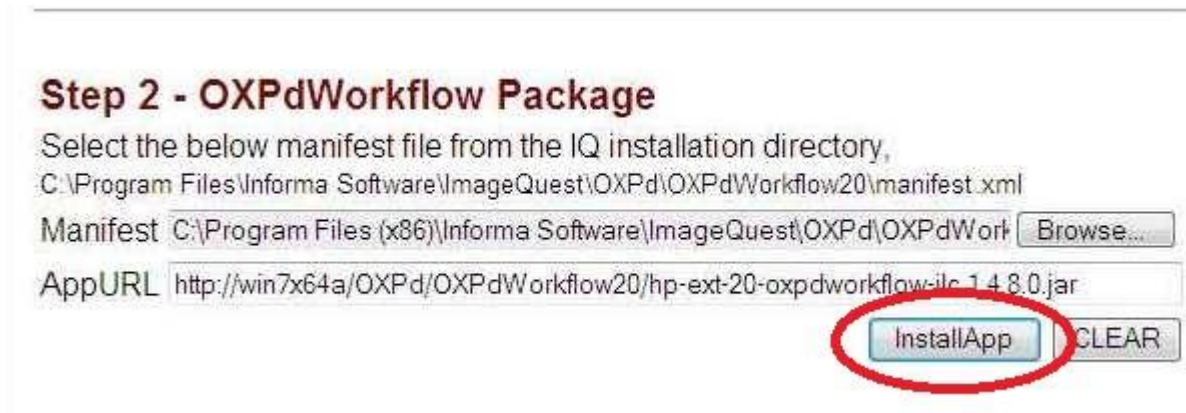 Step 2 - OXPdWorkflow Package
Select the below manifest file from the IQ installation directory,
C:\Program Files\Informa Software\ImageQuest\OXPd\OXPdWorkflow20\manifest.xml
Manifest C:\Program Files (x86)\Informa Software\ImageQuest\OXPd\OXPdWork Browse...
AppURL http://win7x64a/OXPd/OXPdWorkflow20/hp-ext-20-oxpdworkflow-ilc-1.4.8.0.jar
InstallApp CLEAR